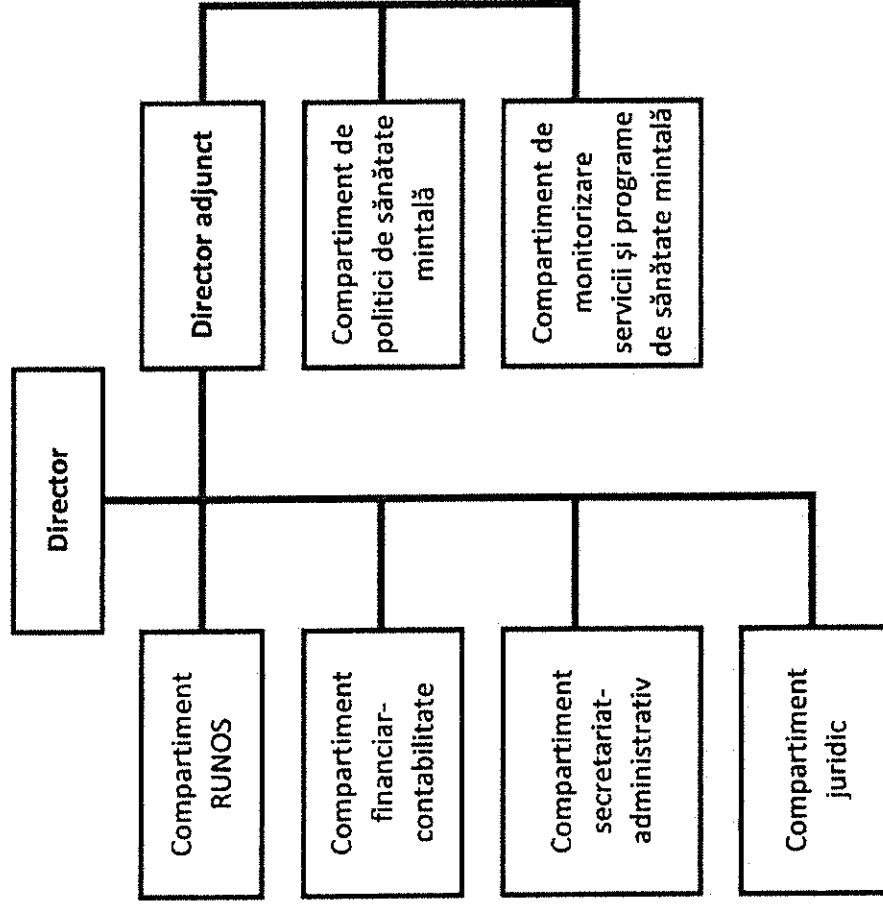 Director
Compartiment
RUNOS
Director adjunct
Compartiment
financiar-
contabilitate
Compartiment de
politici de sănătate
mintală
Compartiment
secretariat-
administrativ
Compartiment de
monitorizare
servicii și programe
de sănătate mintală
Compartiment
juridic